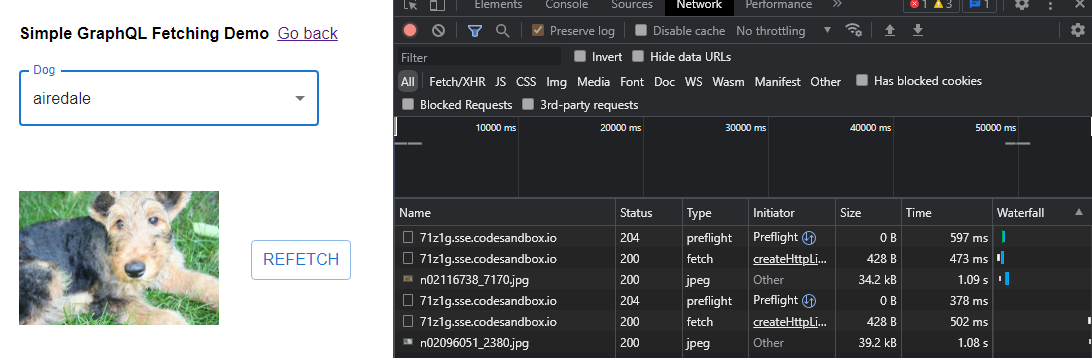 Simple GraphQL Fetching Demo Go back
Dog
airedale
REFETCH
Elements Console Sources Network Performance » 1 3 1
Preserve log Disable cache No throttling
Filter Invert Hide data URLs
All Fetch/XHR JS CSS Img Media Font Doc WS Wasm Manifest Other Has blocked cookies
Blocked Requests 3rd-party requests
10000 ms 20000 ms 30000 ms 40000 ms 50000 ms
Name Status Type Initiator Size Time Waterfall
71z1g.sse.codesandbox.io 204 preflight Preflight 0 B 597 ms
71z1g.sse.codesandbox.io 200 fetch createHttpLi... 428 B 473 ms
n02116738_7170.jpg 200 jpeg Other 34.2 kB 1.09 s
71z1g.sse.codesandbox.io 204 preflight Preflight 0 B 378 ms
71z1g.sse.codesandbox.io 200 fetch createHttpLi... 428 B 502 ms
n02096051_2380.jpg 200 jpeg Other 39.2 kB 1.08 s